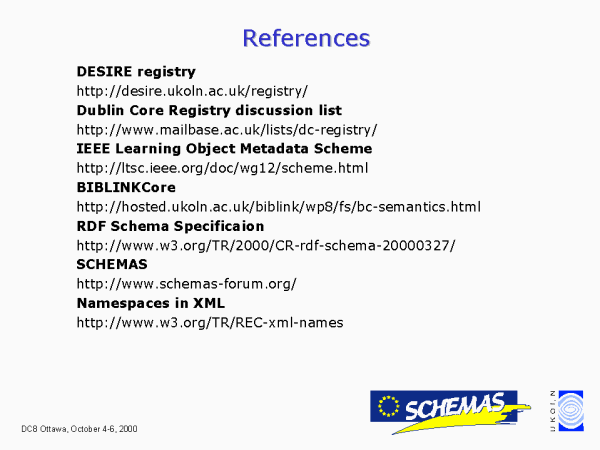 References
DESIRE registry
http://desire.ukoln.ac.uk/registry/
Dublin Core Registry discussion list
http://www.mailbase.ac.uk/lists/dc-registry/
IEEE Learning Object Metadata Scheme
http://ltsc.ieee.org/doc/wg12/scheme.html
BIBLINKCore
http://hosted.ukoln.ac.uk/biblink/wp8/fs/bc-semantics.html
RDF Schema Specificaion
http://www.w3.org/TR/2000/CR-rdf-schema-20000327/
SCHEMAS
http://www.schemas-forum.org/
Namespaces in XML
http://www.w3.org/TR/REC-xml-names
SCHEMAS
UKOLN
DC8 Ottawa, October 4-6, 2000